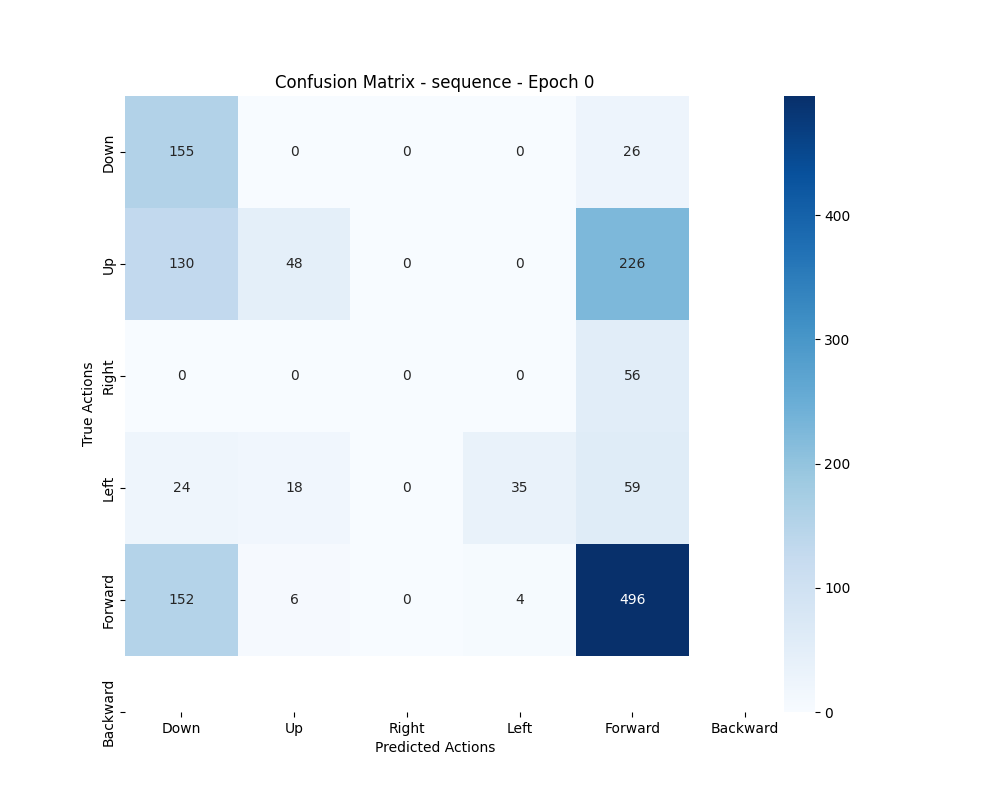 Confusion Matrix - sequence - Epoch 0
True Actions
Down 155 0 0 0 26
Up 130 48 0 0 226
Right 0 0 0 0 56
Left 24 18 0 35 59
Forward 152 6 0 4 496
Backward
Down Up Right Left Forward Backward
Predicted Actions
400
300
200
100
0